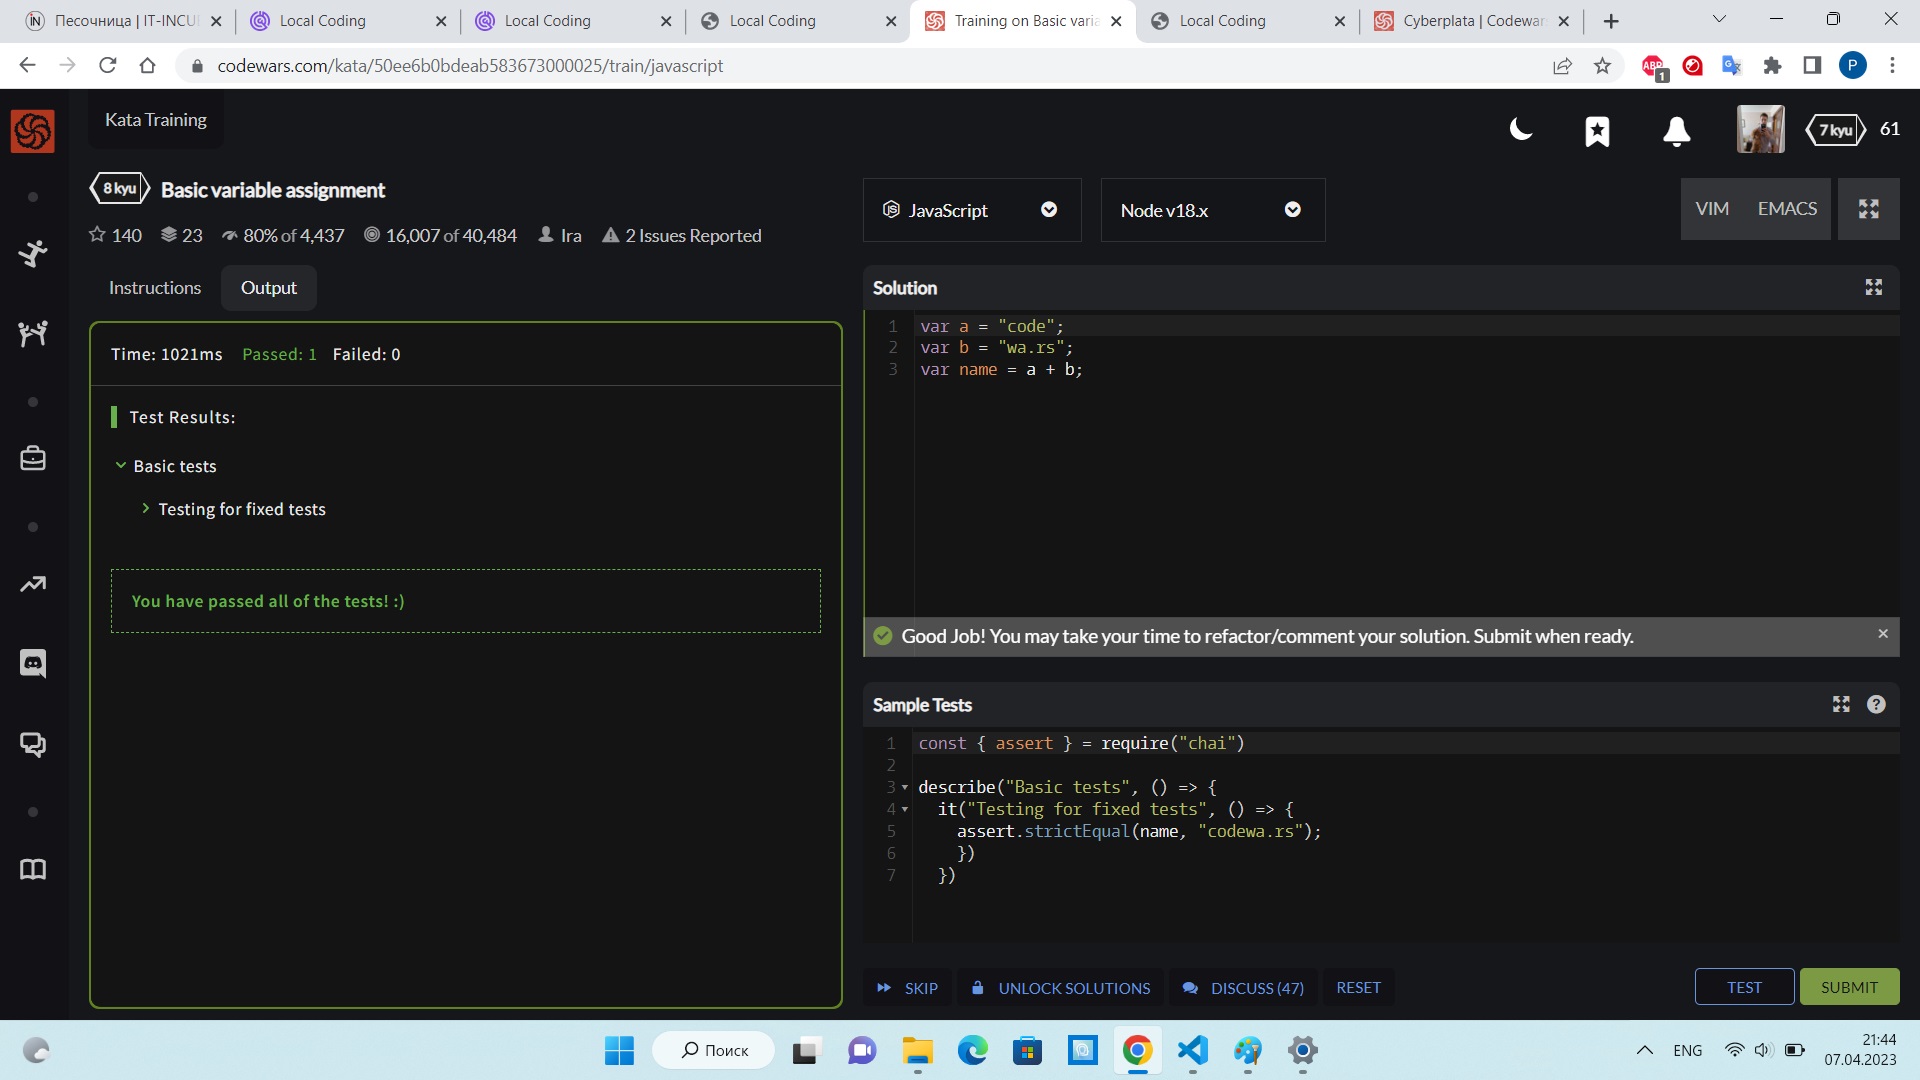 Песочница | IT-INCU
Local Coding
Local Coding
Local Coding
Training on Basic varia
Local Coding
Cyberplata | Codewar
codewars.com/kata/50ee6b0bdeab583673000025/train/javascript
ABP
1
P
Kata Training
7 kyu
61
8 kyu
Basic variable assignment
140
23
80% of 4,437
16,007 of 40,484
Ira
2 Issues Reported
JavaScript
Node v18.x
VIM
EMACS
Instructions
Output
Time: 1021ms Passed: 1 Failed: 0
Test Results:
Basic tests
Testing for fixed tests
You have passed all of the tests! :)
Solution
1 var a = "code";
2 var b = "wa.rs";
3 var name = a + b;
Good Job! You may take your time to refactor/comment your solution. Submit when ready.
Sample Tests
1 const { assert } = require("chai")
2
3 describe("Basic tests", () => {
4 it("Testing for fixed tests", () => {
5 assert.strictEqual(name, "codewa.rs");
6 })
7 })
SKIP
UNLOCK SOLUTIONS
DISCUSS (47)
RESET
TEST
SUBMIT
Поиск
ENG
21:44
07.04.2023